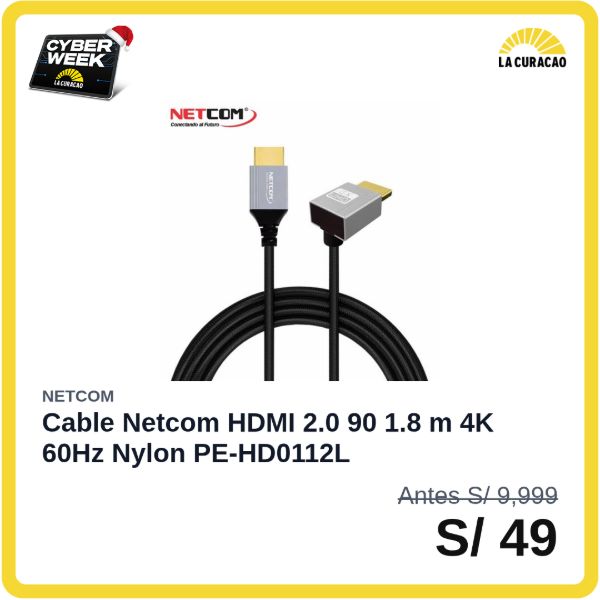 CYBER
WEEK
LA CURACAO
LA CURACAO
NETCOM®
Conectando al Futuro
NETCOM
NETCOM
Cable Netcom HDMI 2.0 90 1.8 m 4K
60Hz Nylon PE-HD0112L
Antes S/ 9,999
S/ 49